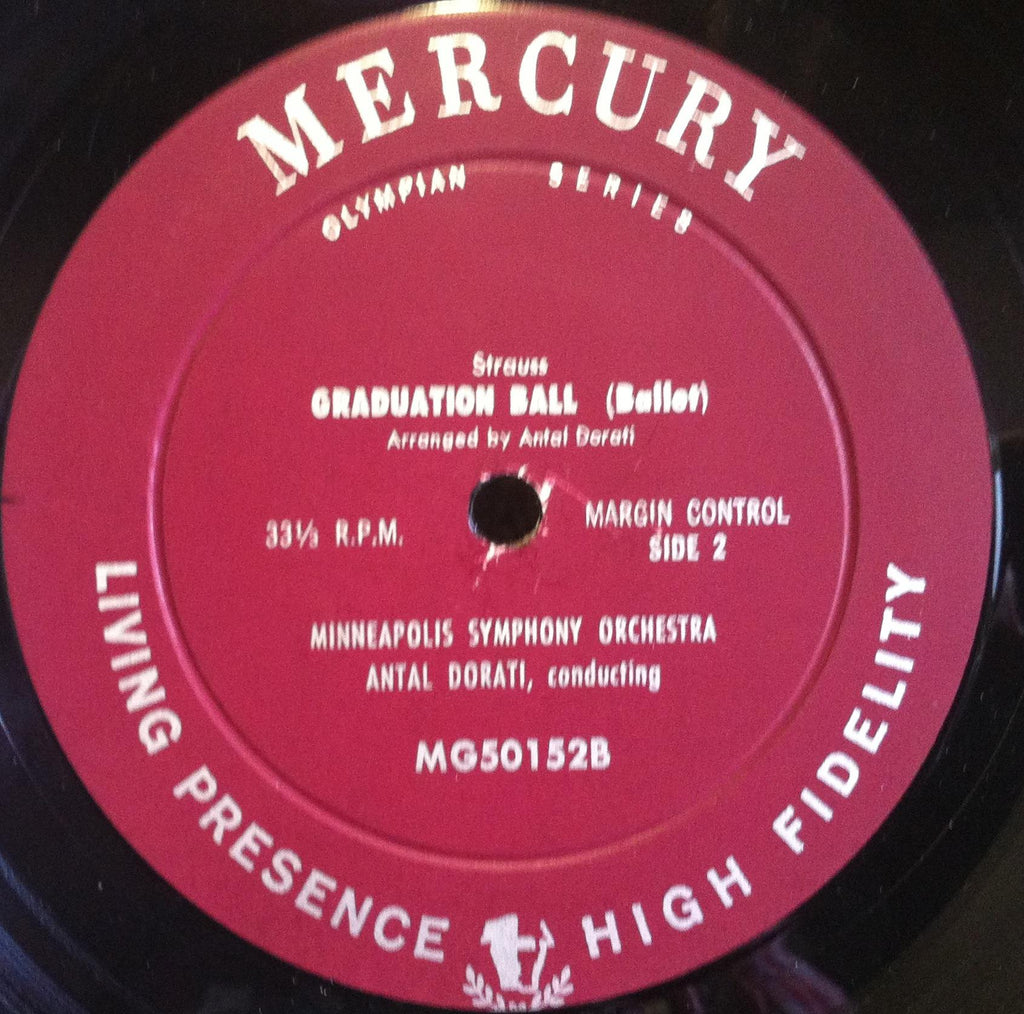 MERCURY
OLYMPIAN SERIES
Strauss
GRADUATION BALL (Ballet)
Arranged by Antal Dorati
33⅓ R.P.M.
MARGIN CONTROL
SIDE 2
MINNEAPOLIS SYMPHONY ORCHESTRA
ANTAL DORATI, conducting
MG50152B
LIVING PRESENCE HIGH FIDELITY